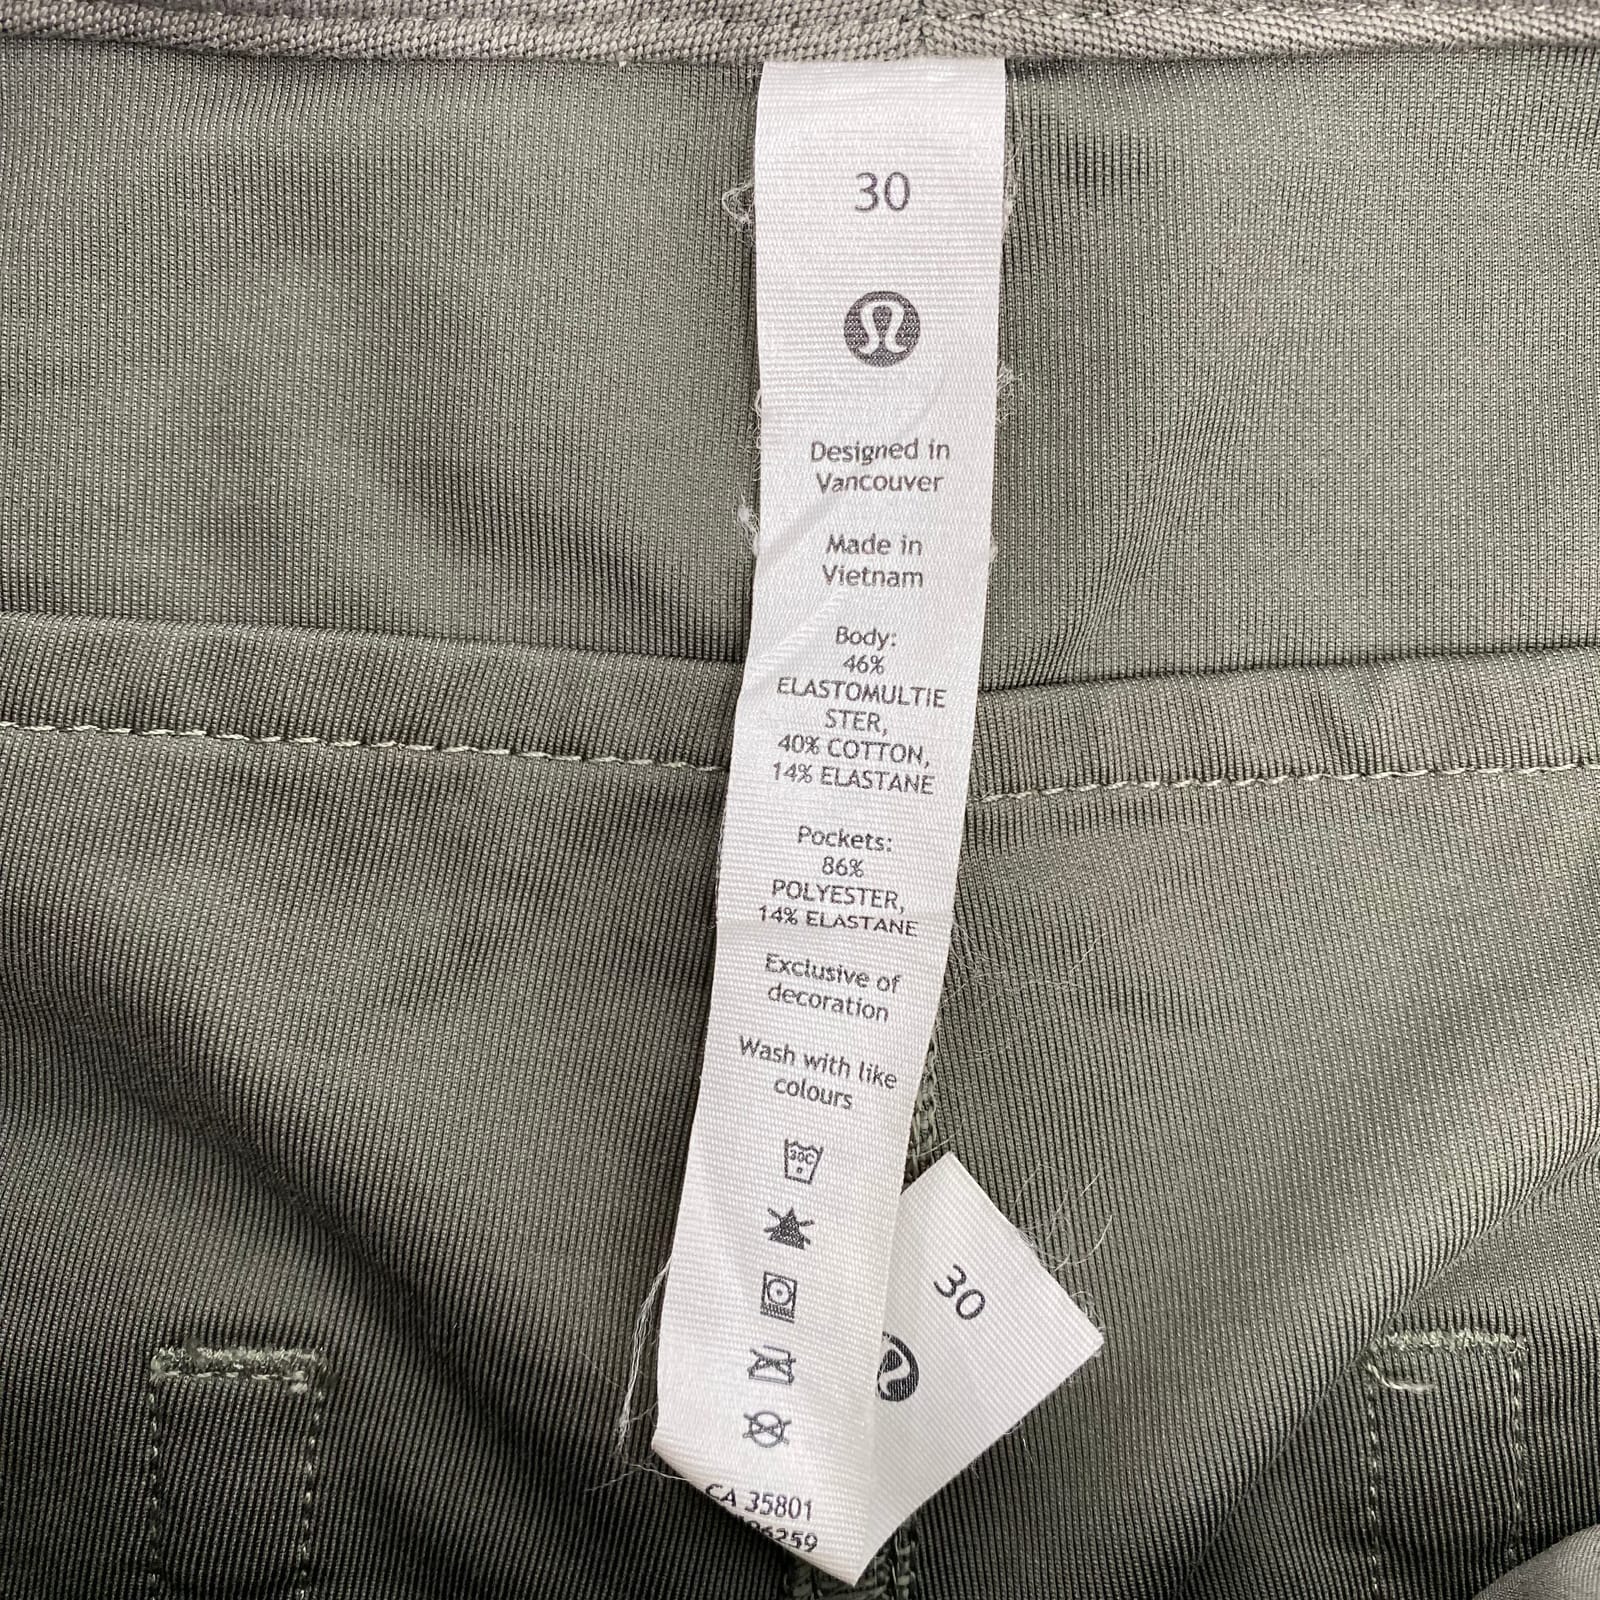 30
Designed in
Vancouver
Made in
Vietnam
Body:
46%
ELASTOMULTIE
STER,
40% COTTON,
14% ELASTANE
Pockets:
86%
POLYESTER,
14% ELASTANE
Exclusive of
decoration
Wash with like
colours
30C
30
CA 35801